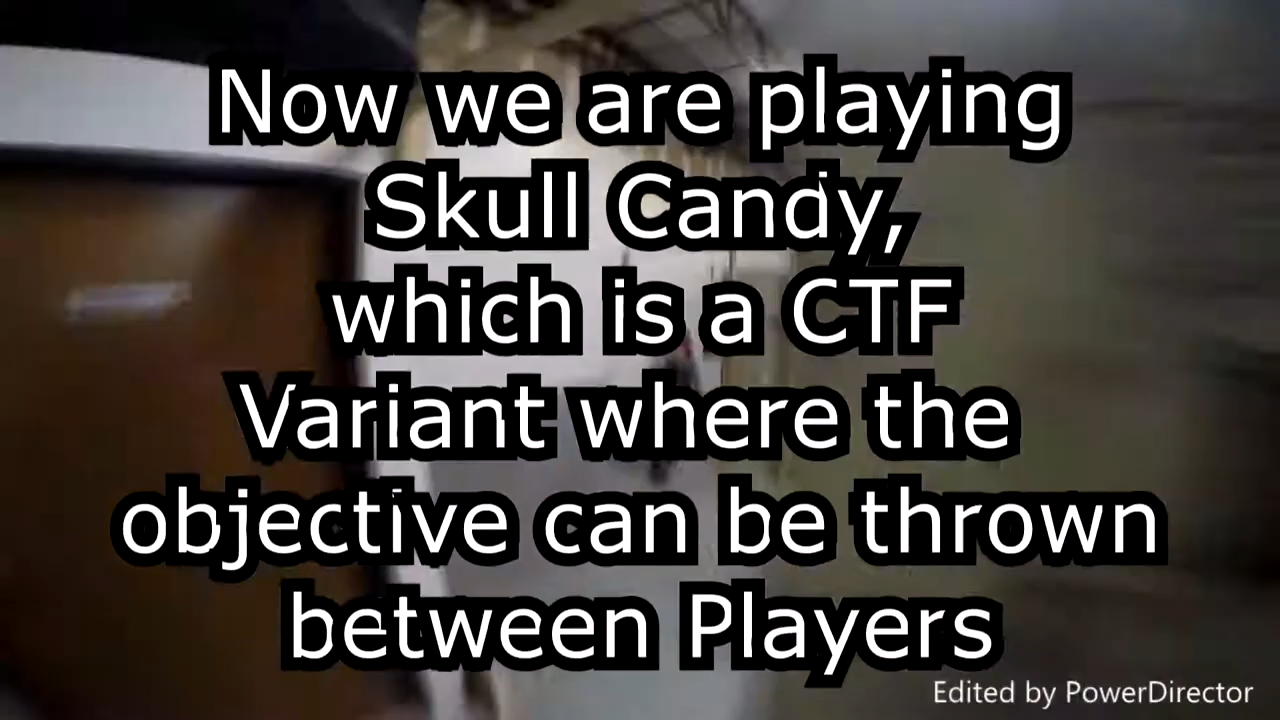 Now we are playing
Skull Candy,
which is a CTF
Variant where the
objective can be thrown
between Players
Edited by PowerDirector